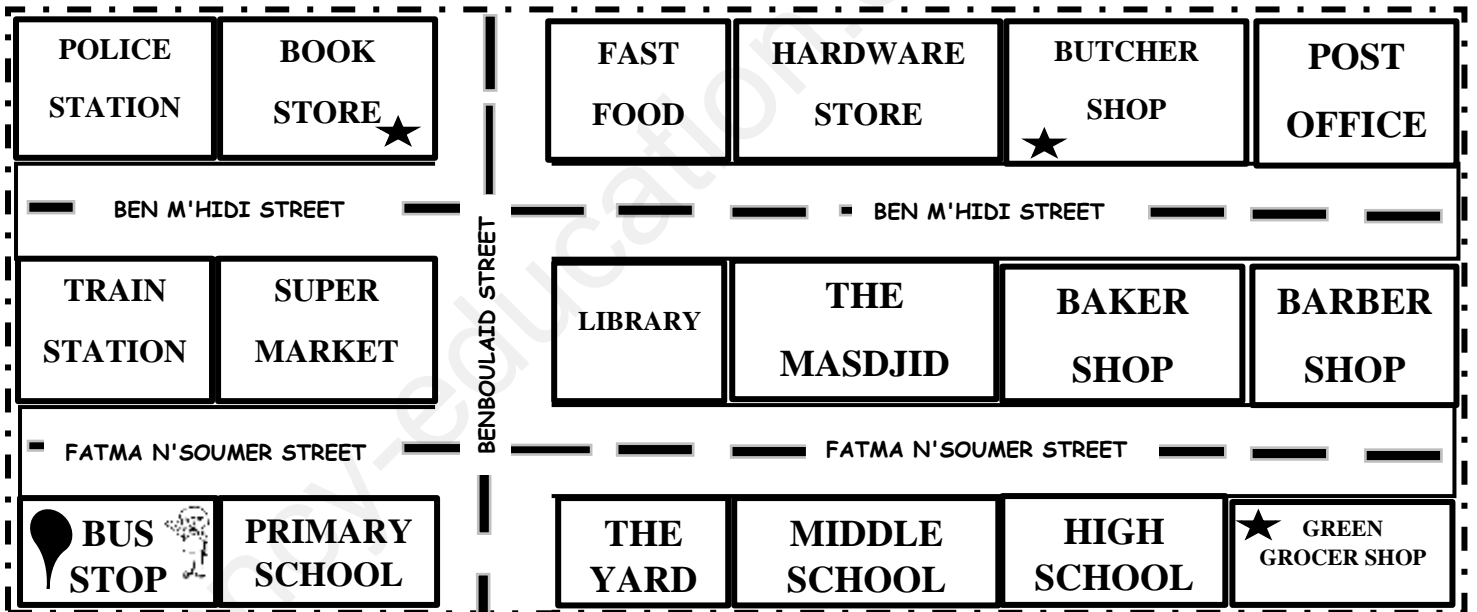 POLICE
STATION
BOOK
STORE
FAST
FOOD
HARDWARE
STORE
BUTCHER
SHOP
POST
OFFICE
BEN M'HIDI STREET
BEN M'HIDI STREET
BENBOULAID STREET
TRAIN
STATION
SUPER
MARKET
LIBRARY
THE
MASDJID
BAKER
SHOP
BARBER
SHOP
FATMA N'SOUMER STREET
FATMA N'SOUMER STREET
BUS
STOP
PRIMARY
SCHOOL
THE
YARD
MIDDLE
SCHOOL
HIGH
SCHOOL
GREEN
GROCER SHOP
ncy-education.